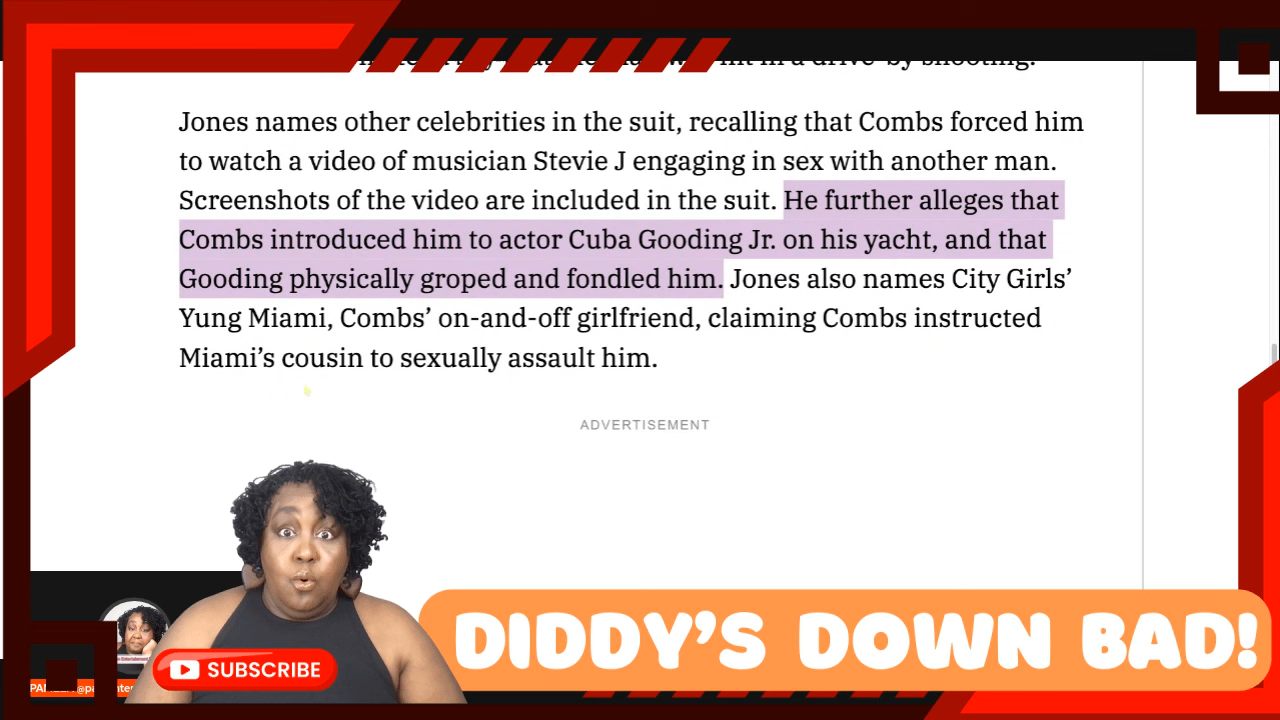 in a drive-by shooting.
Jones names other celebrities in the suit, recalling that Combs forced him
to watch a video of musician Stevie J engaging in sex with another man.
Screenshots of the video are included in the suit. He further alleges that
Combs introduced him to actor Cuba Gooding Jr. on his yacht, and that
Gooding physically groped and fondled him. Jones also names City Girls’
Yung Miami, Combs’ on-and-off girlfriend, claiming Combs instructed
Miami’s cousin to sexually assault him.
ADVERTISEMENT
DIDDY’S DOWN BAD!
SUBSCRIBE